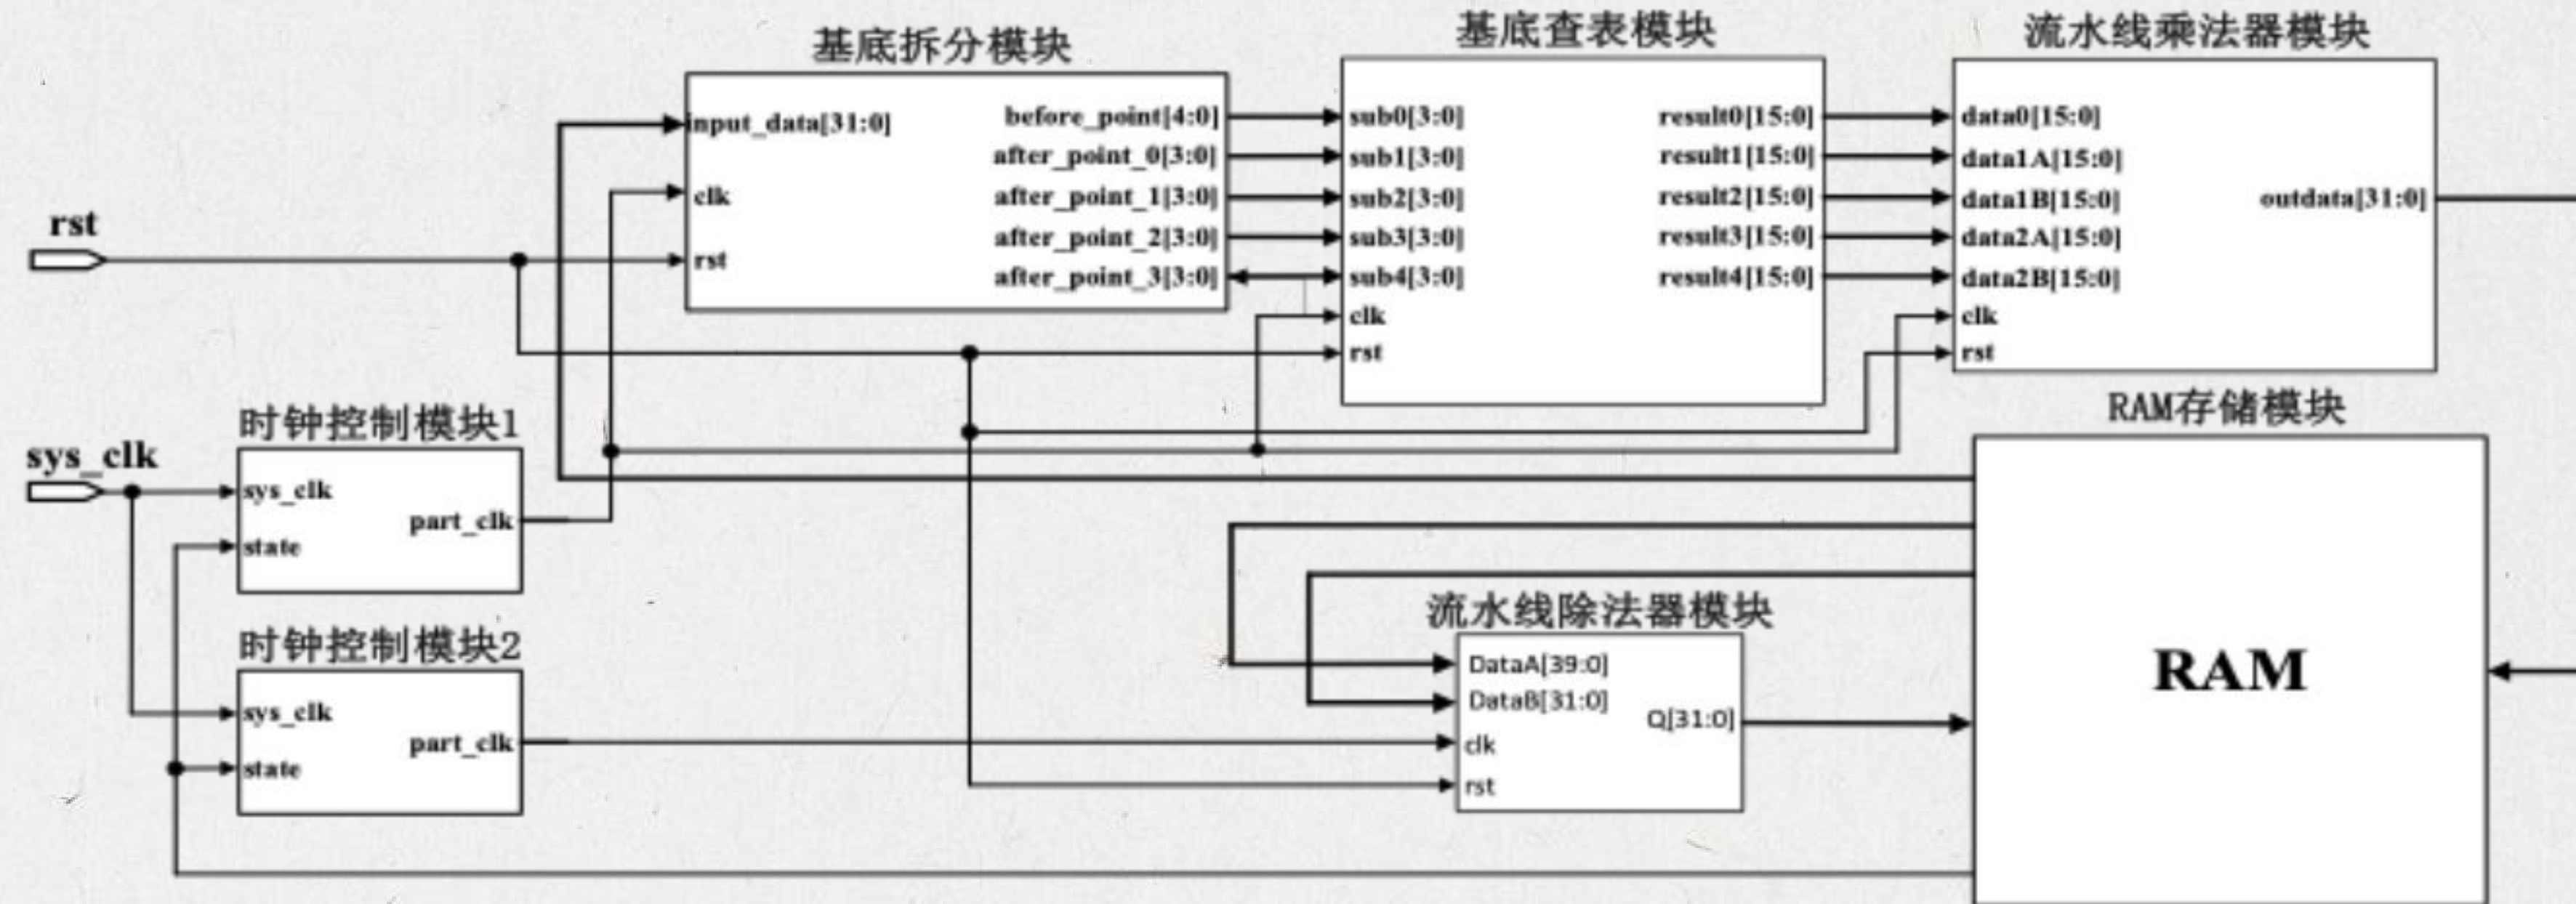 基底拆分模块
input_data[31:0]
clk
rst
before_point[4:0]
after_point_0[3:0]
after_point_1[3:0]
after_point_2[3:0]
after_point_3[3:0]
基底查表模块
sub0[3:0]
sub1[3:0]
sub2[3:0]
sub3[3:0]
sub4[3:0]
clk
rst
result0[15:0]
result1[15:0]
result2[15:0]
result3[15:0]
result4[15:0]
流水线乘法器模块
data0[15:0]
data1A[15:0]
data1B[15:0]
data2A[15:0]
data2B[15:0]
clk
rst
outdata[31:0]
rst
sys_clk
时钟控制模块1
sys_clk
state
part_clk
时钟控制模块2
sys_clk
state
part_clk
流水线除法器模块
DataA[39:0]
DataB[31:0]
clk
rst
Q[31:0]
RAM存储模块
RAM